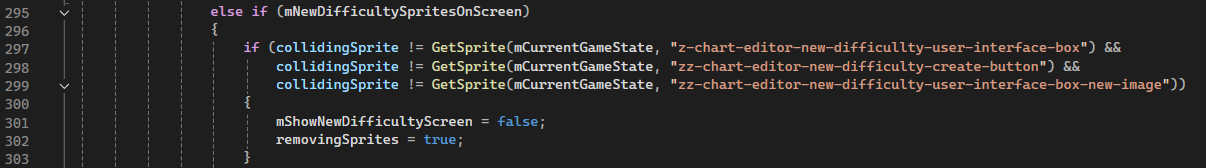 295 else if (mNewDifficultySpritesOnScreen)
296 {
297 if (collidingSprite != GetSprite(mCurrentGameState, "z-chart-editor-new-difficullty-user-interface-box") &&
298 collidingSprite != GetSprite(mCurrentGameState, "zz-chart-editor-new-difficulty-create-button") &&
299 collidingSprite != GetSprite(mCurrentGameState, "zz-chart-editor-new-difficulty-user-interface-box-new-image"))
300 {
301 mShowNewDifficultyScreen = false;
302 removingSprites = true;
303 }